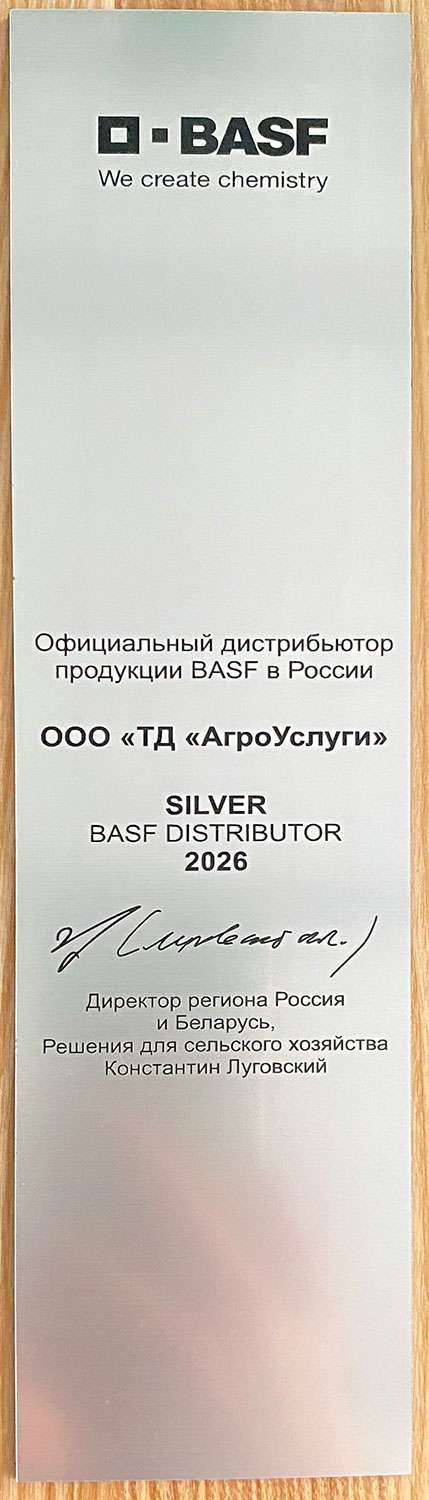 BASF
We create chemistry
Официальный дистрибьютор
продукции BASF в России
ООО «ТД «АгроУслуги»
SILVER
BASF DISTRIBUTOR
2026
Директор региона Россия
и Беларусь,
Решения для сельского хозяйства
Константин Луговский